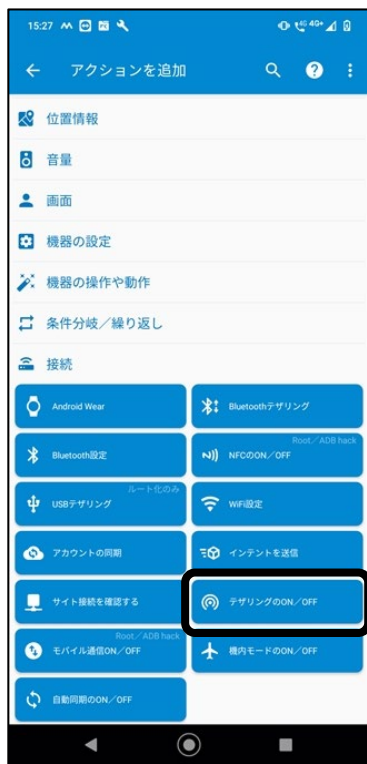 15:27
4G 4G+
アクションを追加
位置情報
音量
画面
機器の設定
機器の操作や動作
条件分岐／繰り返し
接続
Android Wear
Bluetoothテザリング
Bluetooth設定
Root／ADB hack
NFCのON／OFF
ルート化のみ
USBテザリング
WiFi設定
アカウントの同期
インテントを送信
サイト接続を確認する
テザリングのON／OFF
Root／ADB hack
モバイル通信ON／OFF
機内モードのON／OFF
自動同期のON／OFF